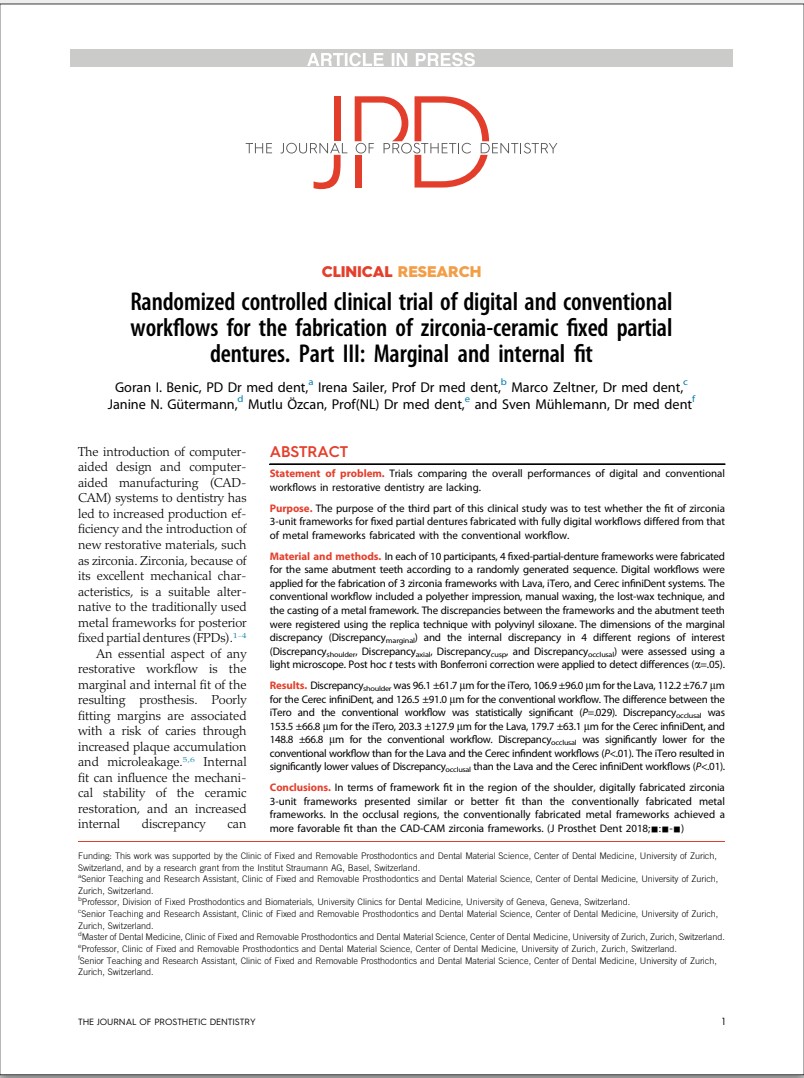 ARTICLE IN PRESS
JPD
THE JOURNAL OF PROSTHETIC DENTISTRY
CLINICAL RESEARCH
Randomized controlled clinical trial of digital and conventional
workflows for the fabrication of zirconia-ceramic fixed partial
dentures. Part III: Marginal and internal fit
Goran I. Benic, PD Dr med dent,a Irena Sailer, Prof Dr med dent,b Marco Zeltner, Dr med dent,c
Janine N. Gütermann,d Mutlu Özcan, Prof(NL) Dr med dent,e and Sven Mühlemann, Dr med dentf
The introduction of computer-
aided design and computer-
aided manufacturing (CAD-
CAM) systems to dentistry has
led to increased production ef-
ficiency and the introduction of
new restorative materials, such
as zirconia. Zirconia, because of
its excellent mechanical char-
acteristics, is a suitable alter-
native to the traditionally used
metal frameworks for posterior
fixed partial dentures (FPDs).1-4
An essential aspect of any
restorative workflow is the
marginal and internal fit of the
resulting prosthesis. Poorly
fitting margins are associated
with a risk of caries through
increased plaque accumulation
and microleakage.5,6 Internal
fit can influence the mechani-
cal stability of the ceramic
restoration, and an increased
internal discrepancy can
ABSTRACT
Statement of problem. Trials comparing the overall performances of digital and conventional
workflows in restorative dentistry are lacking.
Purpose. The purpose of the third part of this clinical study was to test whether the fit of zirconia
3-unit frameworks for fixed partial dentures fabricated with fully digital workflows differed from that
of metal frameworks fabricated with the conventional workflow.
Material and methods. In each of 10 participants, 4 fixed-partial-denture frameworks were fabricated
for the same abutment teeth according to a randomly generated sequence. Digital workflows were
applied for the fabrication of 3 zirconia frameworks with Lava, iTero, and Cerec infiniDent systems. The
conventional workflow included a polyether impression, manual waxing, the lost-wax technique, and
the casting of a metal framework. The discrepancies between the frameworks and the abutment teeth
were registered using the replica technique with polyvinyl siloxane. The dimensions of the marginal
discrepancy (Discrepancymarginal) and the internal discrepancy in 4 different regions of interest
(Discrepancyshoulder, Discrepancyaxial, Discrepancycusp, and Discrepancyocclusal) were assessed using a
light microscope. Post hoc t tests with Bonferroni correction were applied to detect differences (α=.05).
Results. Discrepancyshoulder was 96.1 ±61.7 μm for the iTero, 106.9 ±96.0 μm for the Lava, 112.2 ±76.7 μm
for the Cerec infiniDent, and 126.5 ±91.0 μm for the conventional workflow. The difference between the
iTero and the conventional workflow was statistically significant (P=.029). Discrepancyocclusal was
153.5 ±66.8 μm for the iTero, 203.3 ±127.9 μm for the Lava, 179.7 ±63.1 μm for the Cerec infiniDent, and
148.8 ±66.8 μm for the conventional workflow. Discrepancyocclusal was significantly lower for the
conventional workflow than for the Lava and the Cerec infindent workflows (P<.01). The iTero resulted in
significantly lower values of Discrepancyocclusal than the Lava and the Cerec infiniDent workflows (P<.01).
Conclusions. In terms of framework fit in the region of the shoulder, digitally fabricated zirconia
3-unit frameworks presented similar or better fit than the conventionally fabricated metal
frameworks. In the occlusal regions, the conventionally fabricated metal frameworks achieved a
more favorable fit than the CAD-CAM zirconia frameworks. (J Prosthet Dent 2018;■:■-■)
Funding: This work was supported by the Clinic of Fixed and Removable Prosthodontics and Dental Material Science, Center of Dental Medicine, University of Zurich,
Switzerland, and by a research grant from the Institut Straumann AG, Basel, Switzerland.
aSenior Teaching and Research Assistant, Clinic of Fixed and Removable Prosthodontics and Dental Material Science, Center of Dental Medicine, University of Zurich,
Zurich, Switzerland.
bProfessor, Division of Fixed Prosthodontics and Biomaterials, University Clinics for Dental Medicine, University of Geneva, Geneva, Switzerland.
cSenior Teaching and Research Assistant, Clinic of Fixed and Removable Prosthodontics and Dental Material Science, Center of Dental Medicine, University of Zurich,
Zurich, Switzerland.
dMaster of Dental Medicine, Clinic of Fixed and Removable Prosthodontics and Dental Material Science, Center of Dental Medicine, University of Zurich, Zurich, Switzerland.
eProfessor, Clinic of Fixed and Removable Prosthodontics and Dental Material Science, Center of Dental Medicine, University of Zurich, Zurich, Switzerland.
fSenior Teaching and Research Assistant, Clinic of Fixed and Removable Prosthodontics and Dental Material Science, Center of Dental Medicine, University of Zurich,
Zurich, Switzerland.
THE JOURNAL OF PROSTHETIC DENTISTRY 1